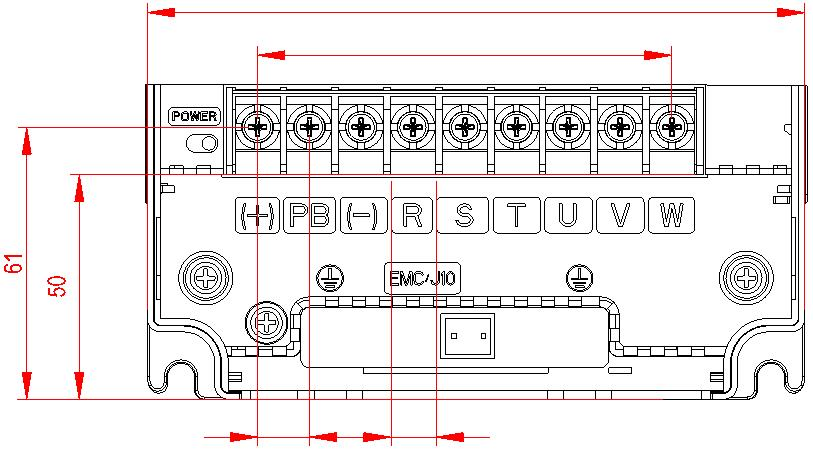 POWER
(+) PB (-) R S T U V W
61
50
EMC/J10